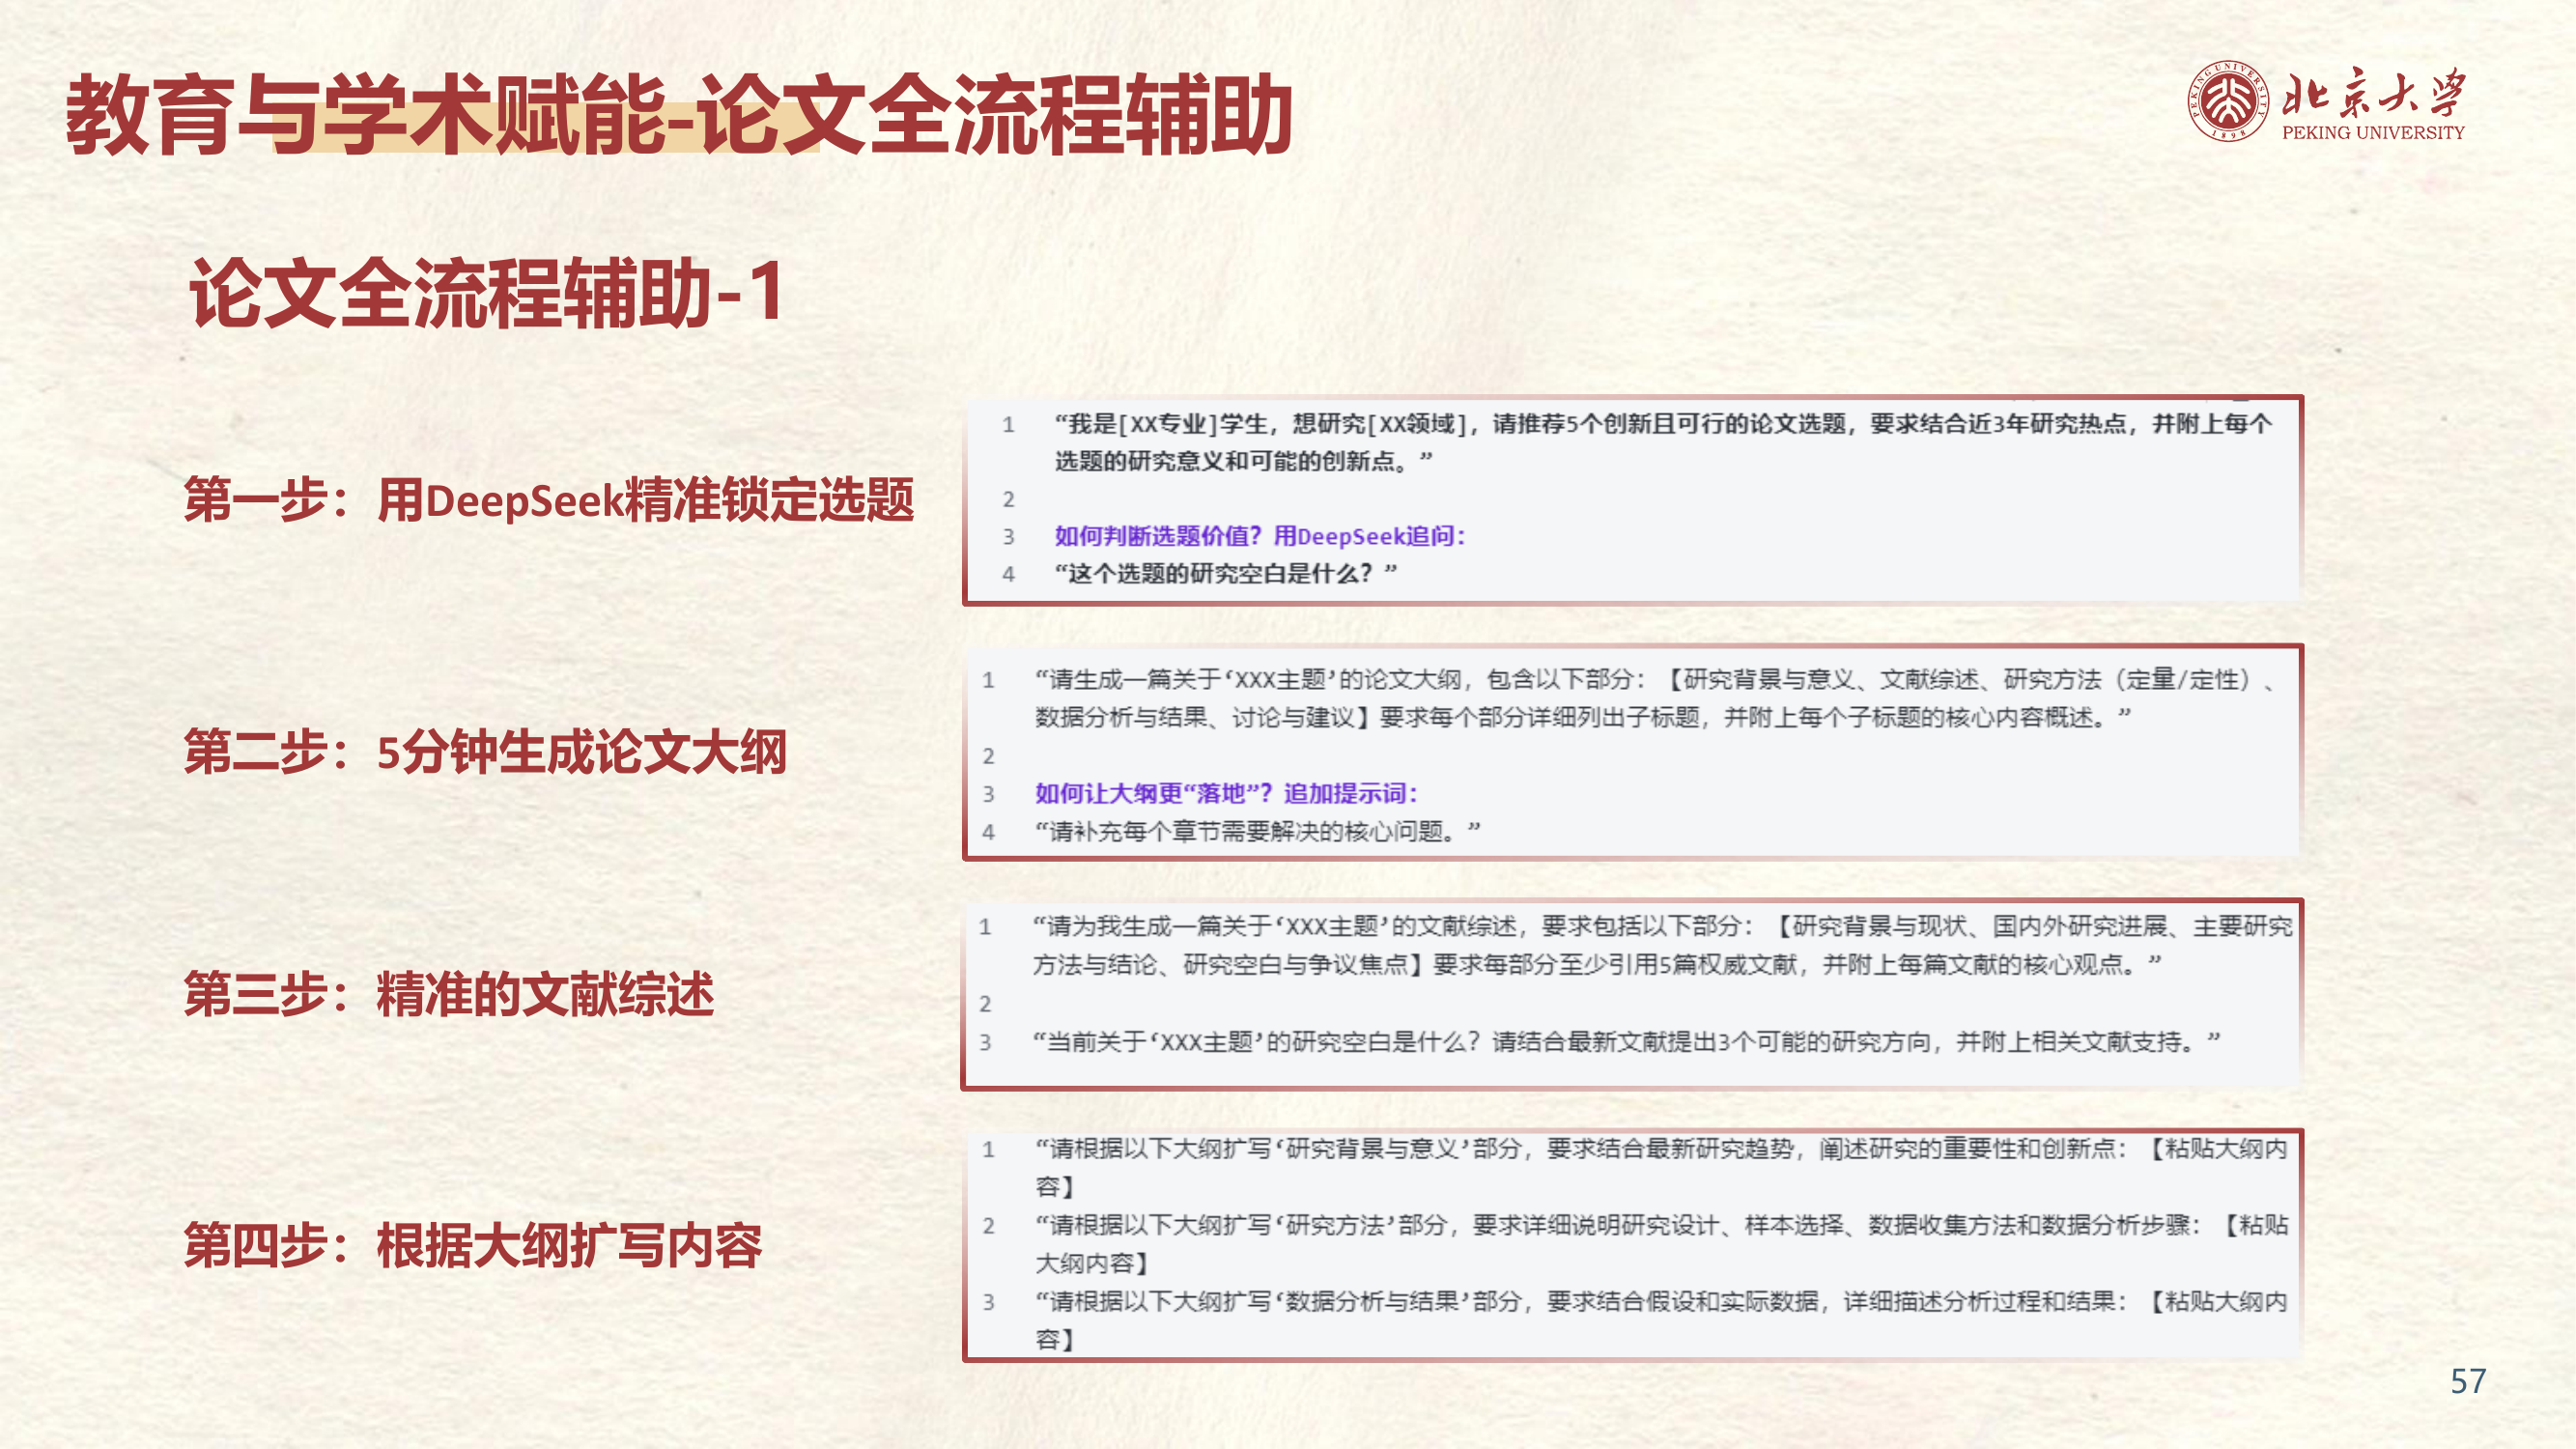 教育与学术赋能-论文全流程辅助
北京大学
PEKING UNIVERSITY
PEKING UNIVERSITY
1898
论文全流程辅助-1
第一步：用DeepSeek精准锁定选题
1 “我是[XX专业]学生，想研究[XX领域]，请推荐5个创新且可行的论文选题，要求结合近3年研究热点，并附上每个
选题的研究意义和可能的创新点。”
2
3 如何判断选题价值？用DeepSeek追问：
4 “这个选题的研究空白是什么？”
第二步：5分钟生成论文大纲
1 “请生成一篇关于‘XXX主题’的论文大纲，包含以下部分：【研究背景与意义、文献综述、研究方法（定量/定性）、
数据分析与结果、讨论与建议】要求每个部分详细列出子标题，并附上每个子标题的核心内容概述。”
2
3 如何让大纲更“落地”？追加提示词：
4 “请补充每个章节需要解决的核心问题。”
第三步：精准的文献综述
1 “请为我生成一篇关于‘XXX主题’的文献综述，要求包括以下部分：【研究背景与现状、国内外研究进展、主要研究
方法与结论、研究空白与争议焦点】要求每部分至少引用5篇权威文献，并附上每篇文献的核心观点。”
2
3 “当前关于‘XXX主题’的研究空白是什么？请结合最新文献提出3个可能的研究方向，并附上相关文献支持。”
第四步：根据大纲扩写内容
1 “请根据以下大纲扩写‘研究背景与意义’部分，要求结合最新研究趋势，阐述研究的重要性和创新点：【粘贴大纲内
容】
2 “请根据以下大纲扩写‘研究方法’部分，要求详细说明研究设计、样本选择、数据收集方法和数据分析步骤：【粘贴
大纲内容】
3 “请根据以下大纲扩写‘数据分析与结果’部分，要求结合假设和实际数据，详细描述分析过程和结果：【粘贴大纲内
容】
57